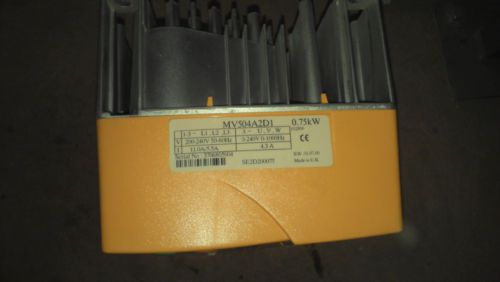 MV504A2D1 0.75kW
1/3 ~ L1, L2, L3 3 ~ U, V, W
V 200-240V 50-60Hz 0-240V 0-1000Hz
I 11.0A/5.5A 4.3 A
Serial No :
SE2D200075
Made in U.K.